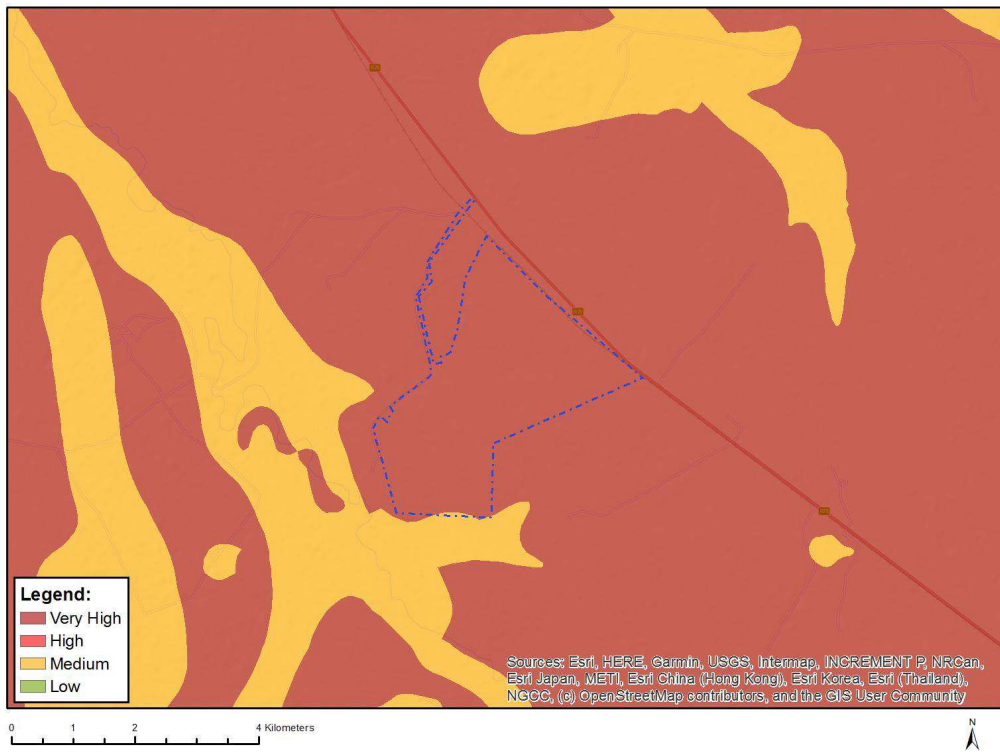 Legend:
Very High
High
Medium
Low
Sources: Esri, HERE, Garmin, USGS, Intermap, INCREMENT P, NRCan,
Esri Japan, METI, Esri China (Hong Kong), Esri Korea, Esri (Thailand),
NGCC, (c) OpenStreetMap contributors, and the GIS User Community
0 1 2 4 Kilometers
N